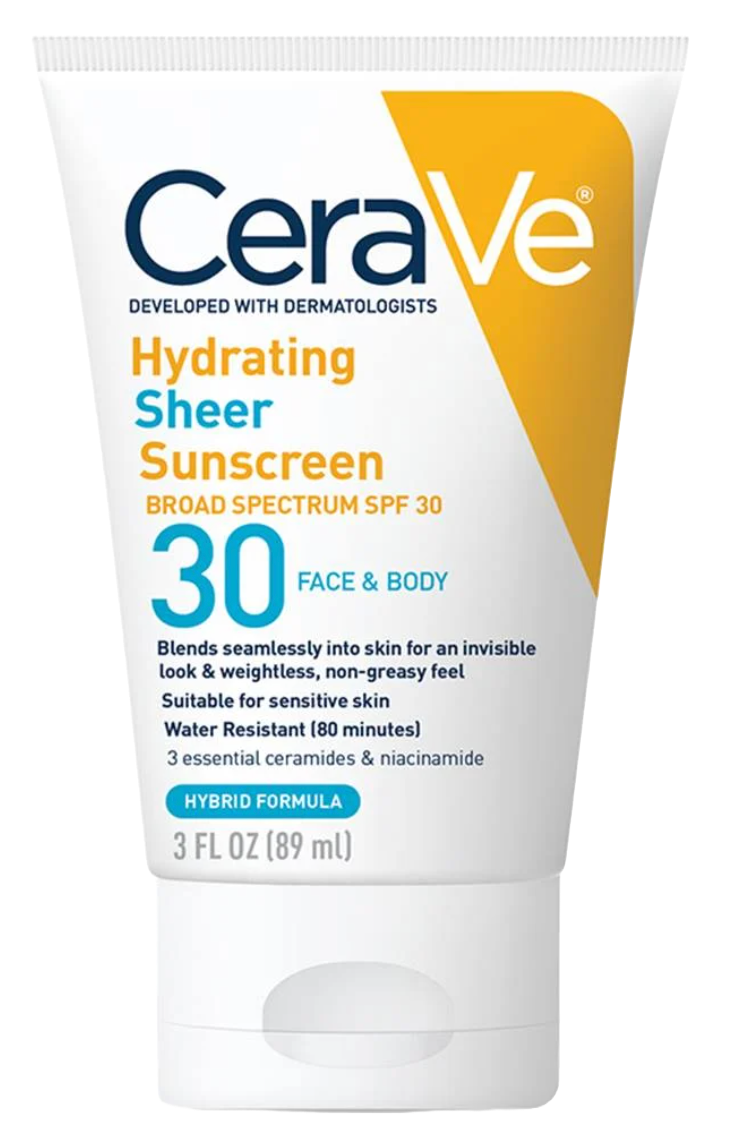 CeraVe®
DEVELOPED WITH DERMATOLOGISTS
Hydrating
Sheer
Sunscreen
BROAD SPECTRUM SPF 30
30 FACE & BODY
Blends seamlessly into skin for an invisible
look & weightless, non-greasy feel
Suitable for sensitive skin
Water Resistant (80 minutes)
3 essential ceramides & niacinamide
HYBRID FORMULA
3 FL OZ (89 ml)